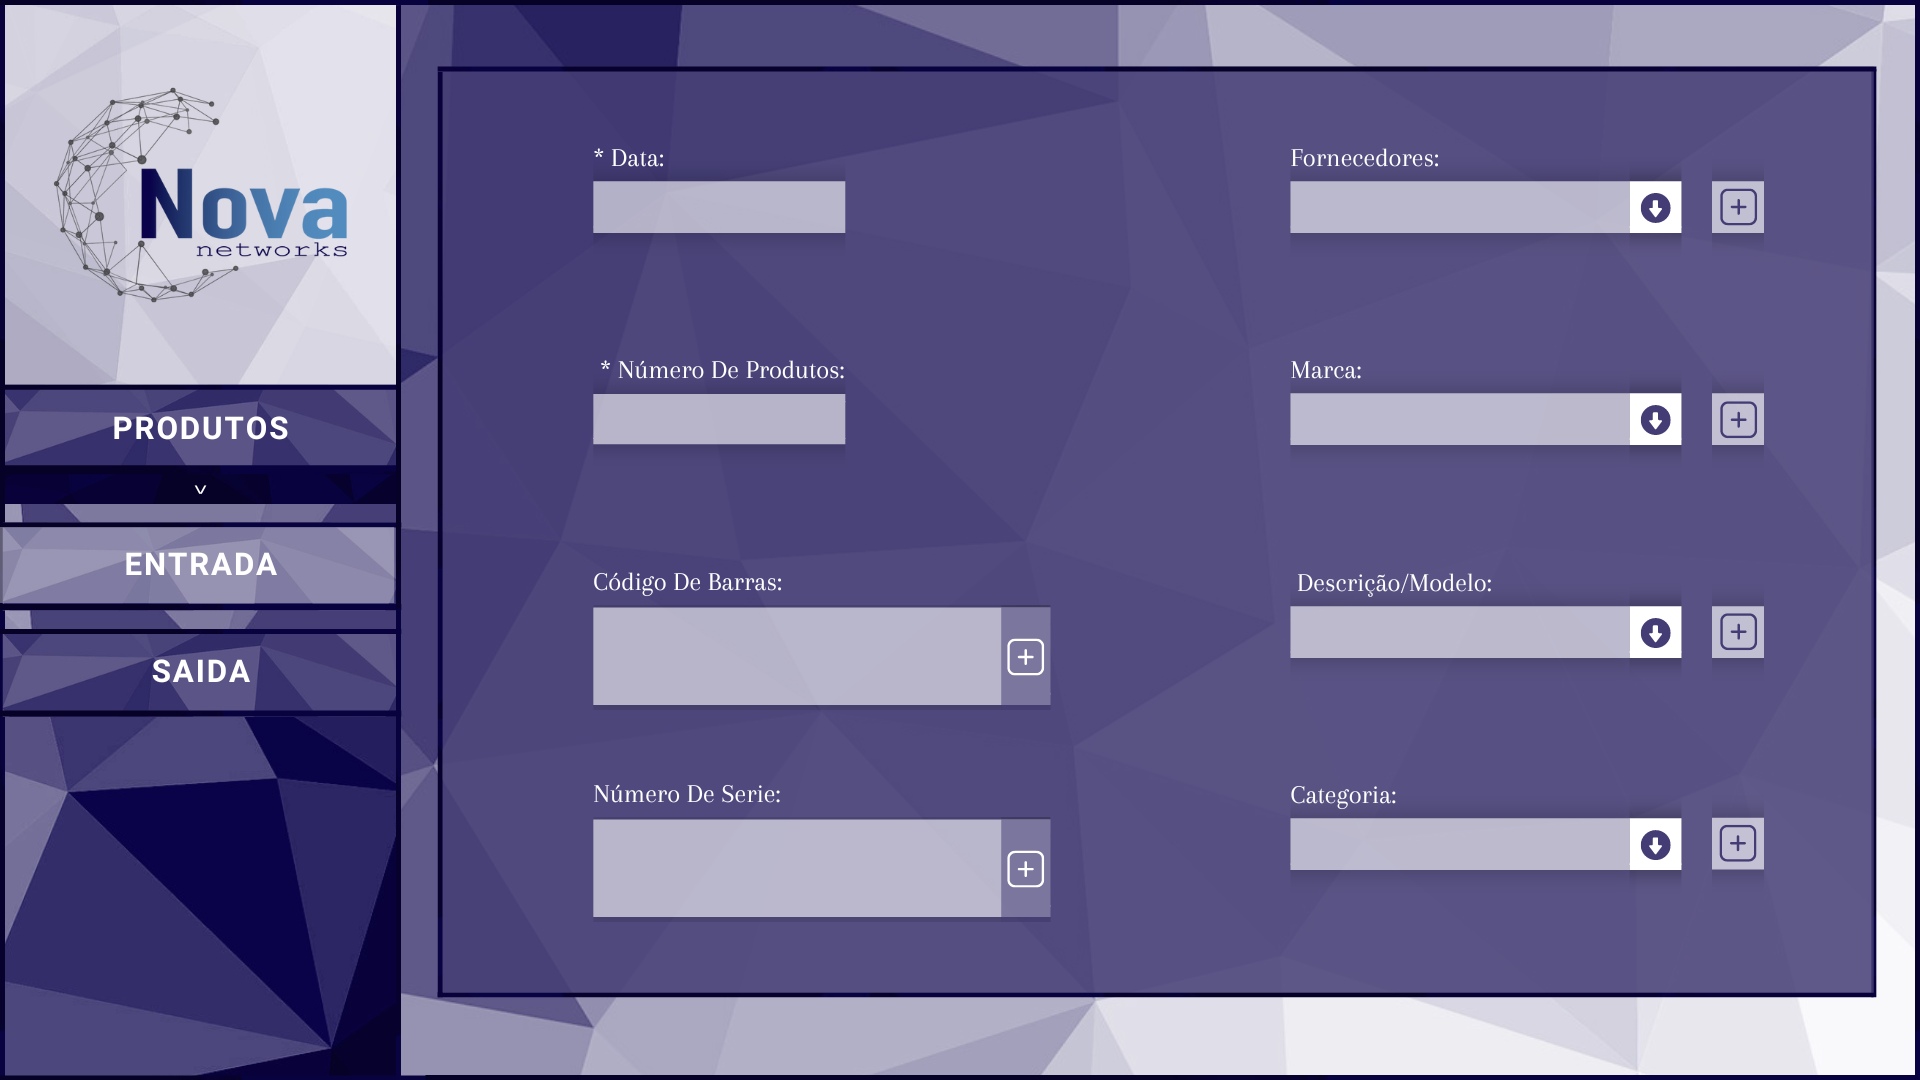 Nova
networks
PRODUTOS
v
ENTRADA
SAIDA
* Data:
* Número De Produtos:
Código De Barras:
Número De Serie:
Fornecedores:
Marca:
Descrição/Modelo:
Categoria: